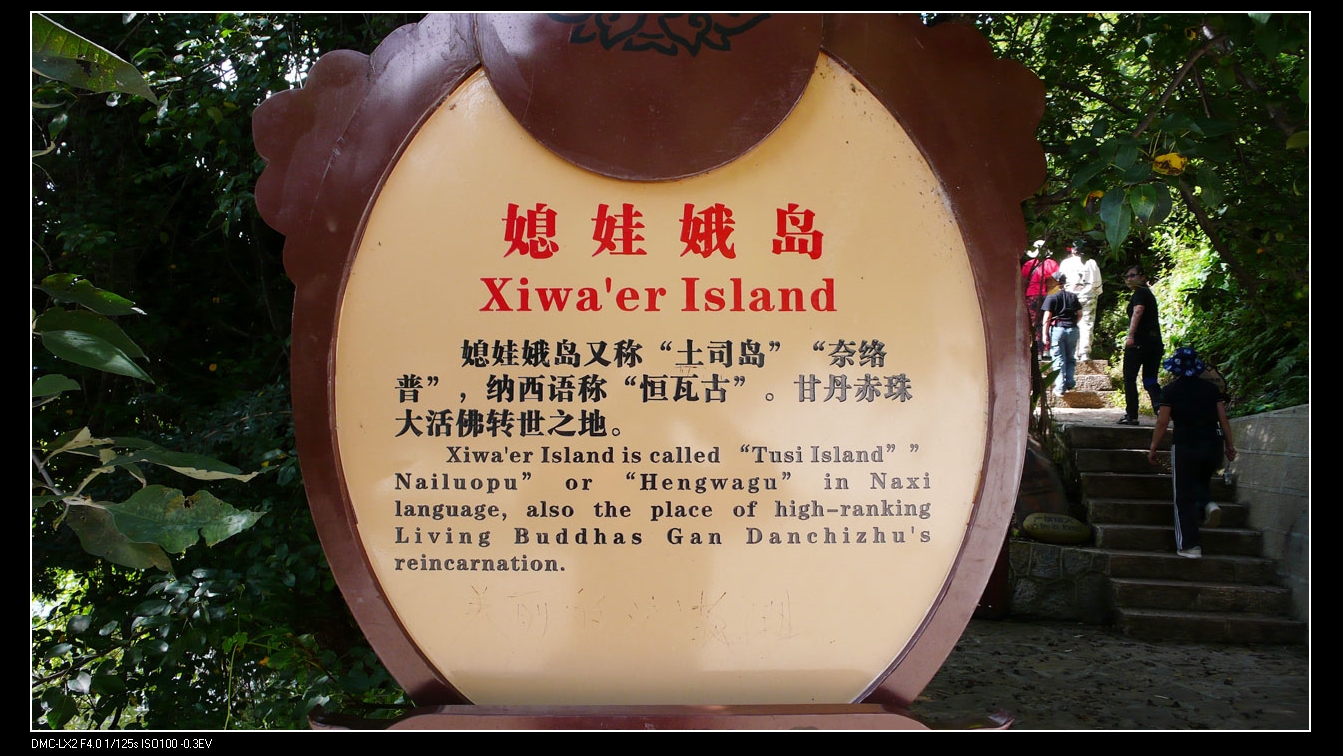 媳娃娥岛
Xiwa'er Island
媳娃娥岛又称“土司岛”“奈络
普”，纳西语称“恒瓦古”。甘丹赤珠
大活佛转世之地。
Xiwa'er Island is called “Tusi Island” ”
Nailuopu” or “Hengwagu” in Naxi
language, also the place of high-ranking
Living Buddhas Gan Danchizhu's
reincarnation.
DMC-LX2 F4.0 1/125s ISO100 -0.3EV